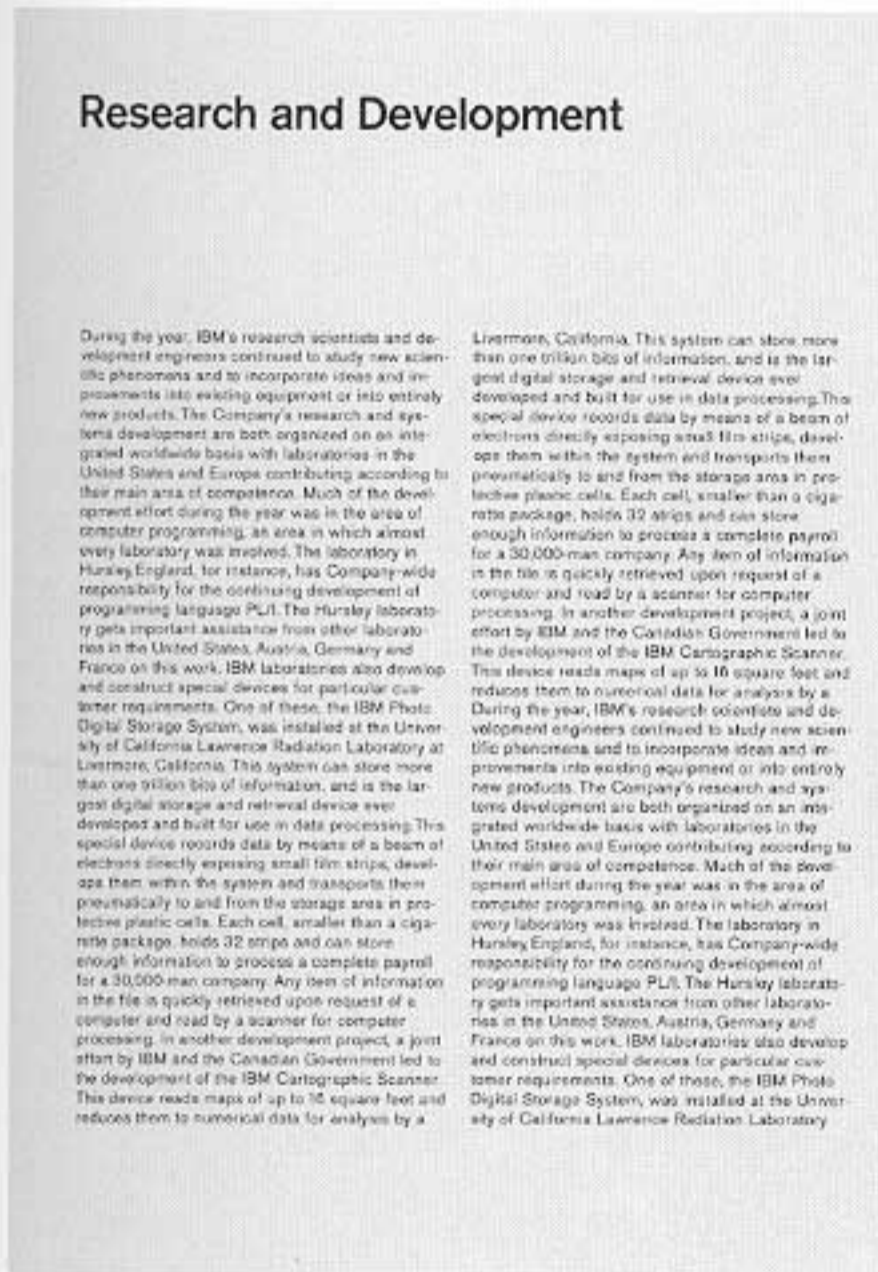 Research and Development
During the year, IBM's research scientists and de-
velopment engineers continued to study new scien-
tific phenomena and to incorporate ideas and im-
provements into existing equipment or into entirely
new products. The Company's research and sys-
tems development are both organized on an inte-
grated worldwide basis with laboratories in the
United States and Europe contributing according to
their main area of competence. Much of the devel-
opment effort during the year was in the area of
computer programming, an area in which almost
every laboratory was involved. The laboratory in
Hursley, England, for instance, has Company-wide
responsibility for the continuing development of
programming language PL/I. The Hursley laborato-
ry gets important assistance from other laborato-
ries in the United States, Austria, Germany and
France on this work. IBM laboratories also develop
and construct special devices for particular cus-
tomer requirements. One of these, the IBM Photo
Digital Storage System, was installed at the Univer-
sity of California Lawrence Radiation Laboratory at
Livermore, California. This system can store more
than one trillion bits of information, and is the lar-
gest digital storage and retrieval device ever
developed and built for use in data processing. This
special device records data by means of a beam of
electrons directly exposing small film strips, devel-
ops them within the system and transports them
pneumatically to and from the storage area in pro-
tective plastic cells. Each cell, smaller than a ciga-
rette package, holds 32 strips and can store
enough information to process a complete payroll
for a 30,000-man company. Any item of information
in the file is quickly retrieved upon request of a
computer and read by a scanner for computer
processing. In another development project, a joint
effort by IBM and the Canadian Government led to
the development of the IBM Cartographic Scanner.
This device reads maps of up to 16 square feet and
reduces them to numerical data for analysis by a
Livermore, California. This system can store more
than one trillion bits of information, and is the lar-
gest digital storage and retrieval device ever
developed and built for use in data processing. This
special device records data by means of a beam of
electrons directly exposing small film strips, devel-
ops them within the system and transports them
pneumatically to and from the storage area in pro-
tective plastic cells. Each cell, smaller than a ciga-
rette package, holds 32 strips and can store
enough information to process a complete payroll
for a 30,000-man company. Any item of information
in the file is quickly retrieved upon request of a
computer and read by a scanner for computer
processing. In another development project, a joint
effort by IBM and the Canadian Government led to
the development of the IBM Cartographic Scanner.
This device reads maps of up to 16 square feet and
reduces them to numerical data for analysis by a
During the year, IBM's research scientists and de-
velopment engineers continued to study new scien-
tific phenomena and to incorporate ideas and im-
provements into existing equipment or into entirely
new products. The Company's research and sys-
tems development are both organized on an inte-
grated worldwide basis with laboratories in the
United States and Europe contributing according to
their main area of competence. Much of the devel-
opment effort during the year was in the area of
computer programming, an area in which almost
every laboratory was involved. The laboratory in
Hursley, England, for instance, has Company-wide
responsibility for the continuing development of
programming language PL/I. The Hursley laborato-
ry gets important assistance from other laborato-
ries in the United States, Austria, Germany and
France on this work. IBM laboratories also develop
and construct special devices for particular cus-
tomer requirements. One of these, the IBM Photo
Digital Storage System, was installed at the Univer-
sity of California Lawrence Radiation Laboratory